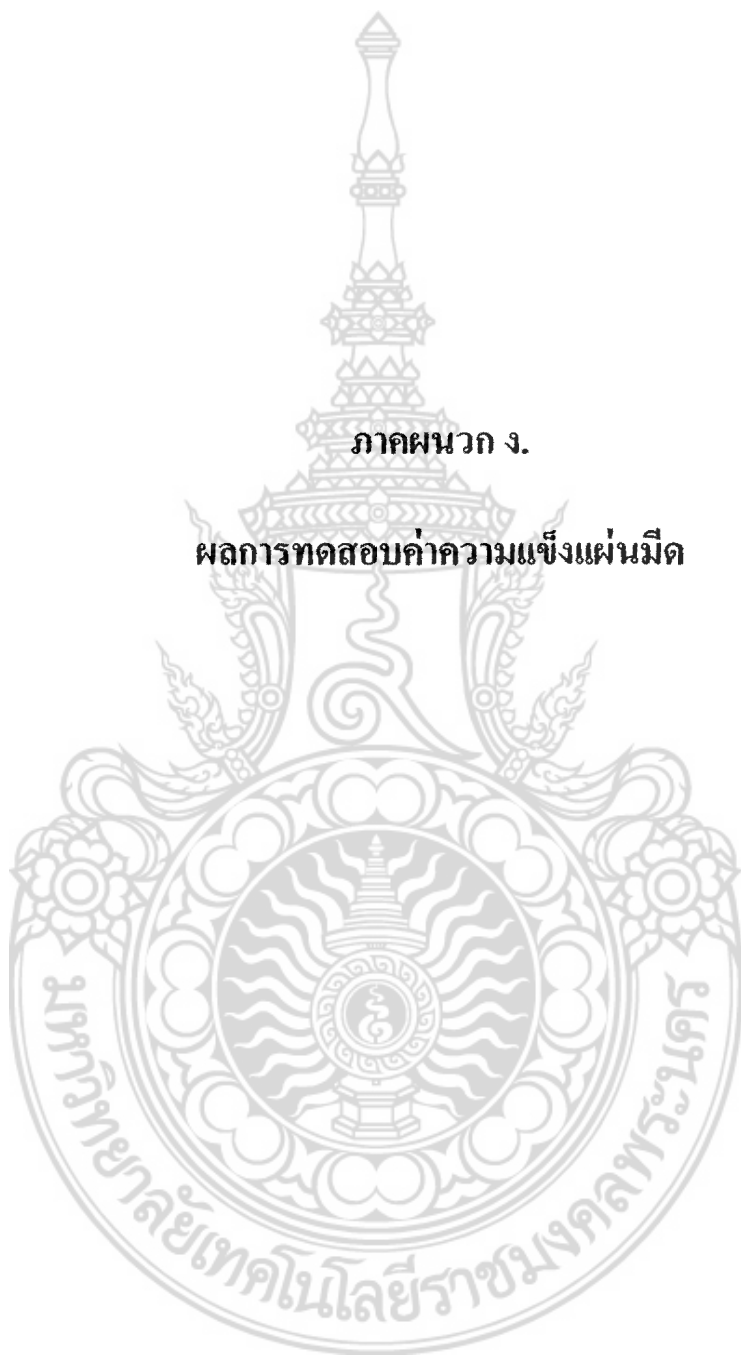 ภาคผนวก ง.
ผลการทดสอบค่าความแข็งแผ่นมีด
มหาวิทยาลัยเทคโนโลยีราชมงคลพระนคร